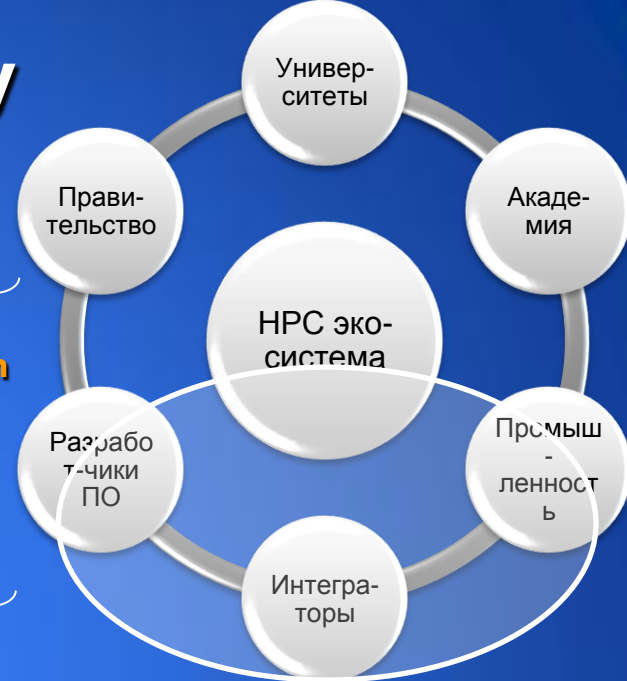 y
Универ-
ситеты
Прави-
тельство
Акаде-
мия
HPC эко-
система
n
Разрабо
т-чики
ПО
Промыш
-
ленност
ь
Интегра-
торы